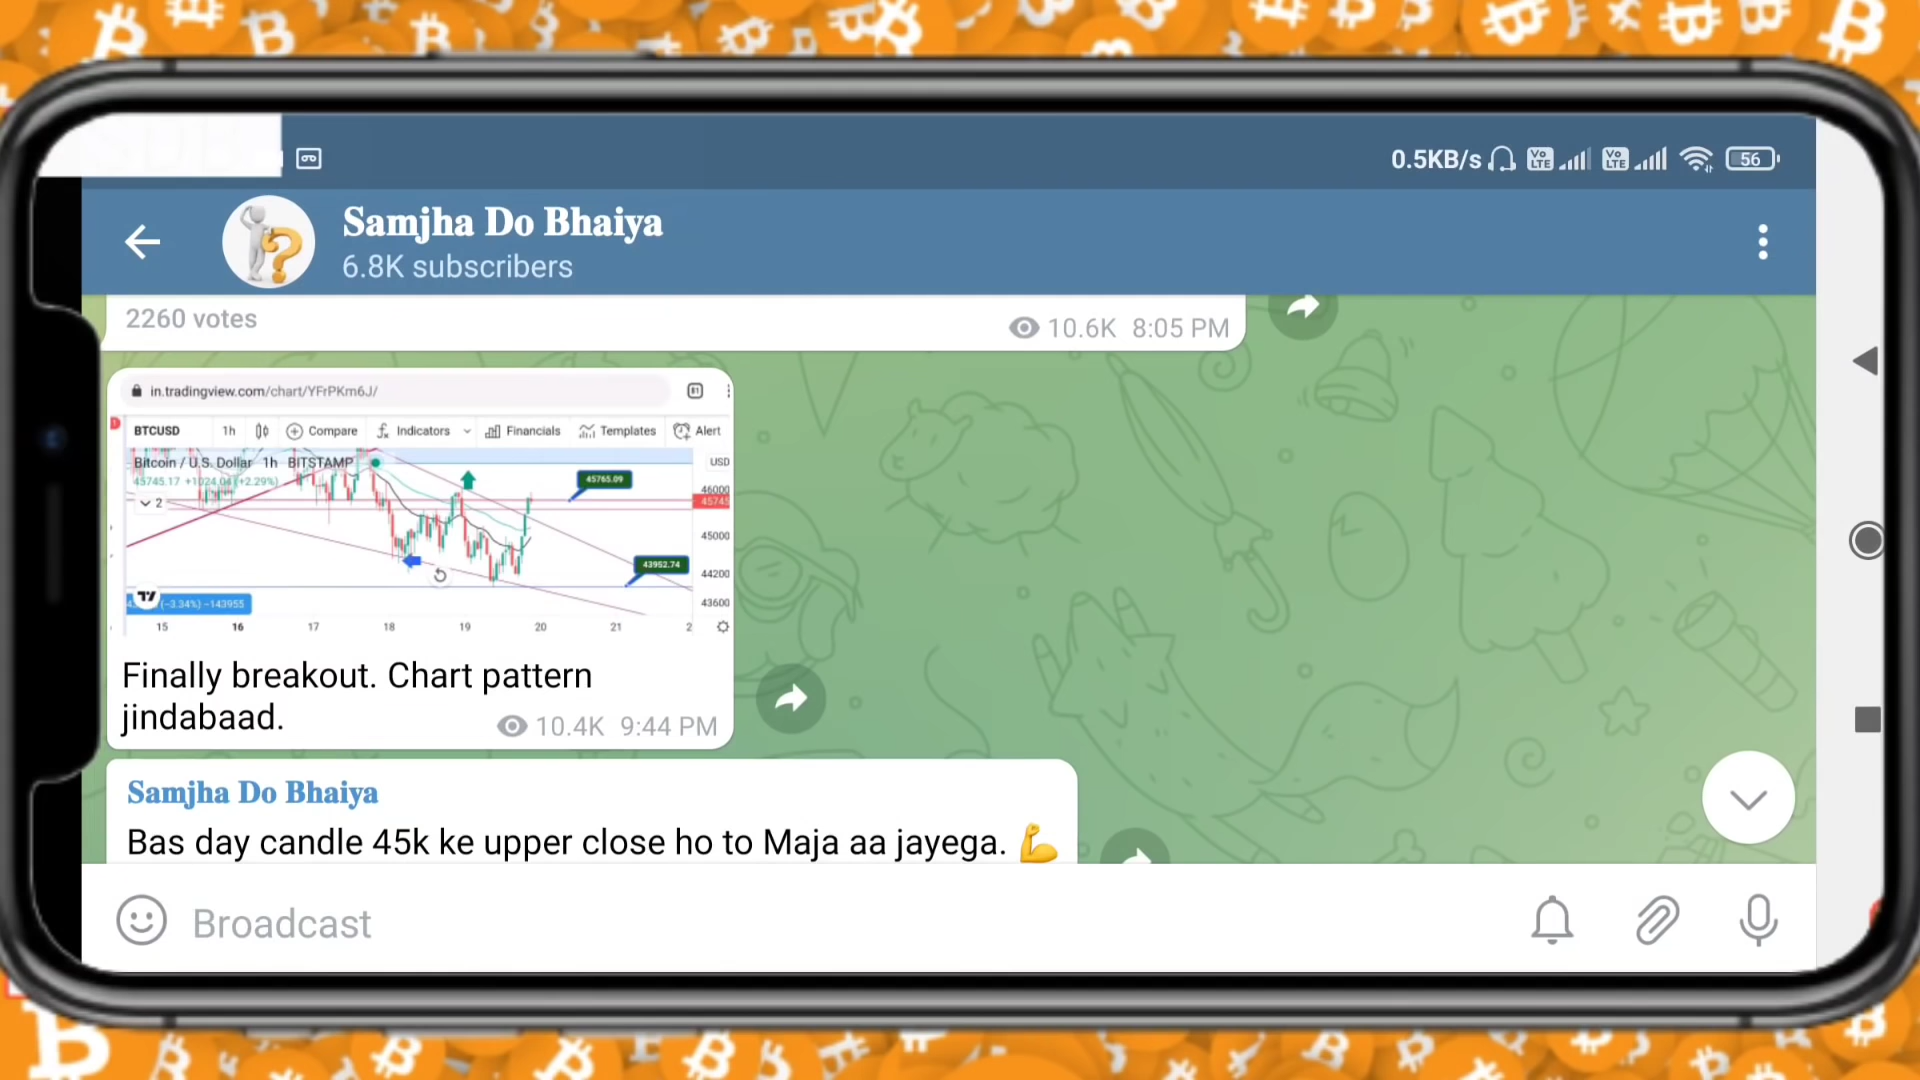 0.5KB/s Vo LTE Vo LTE 56
Samjha Do Bhaiya
6.8K subscribers
2260 votes
10.6K 8:05 PM
in.tradingview.com/chart/YFrPKm6J/
BTCUSD 1h Compare Indicators Financials Templates Alert
Bitcoin / U.S. Dollar 1h BITSTAMP USD
45745.17 +1024.04 (+2.29%)
45765.09
46000
45745
2
45000
43952.74
44200
(−3.34%) −143955
43600
15 16 17 18 19 20 21 2
Finally breakout. Chart pattern
jindabaad.
10.4K 9:44 PM
Samjha Do Bhaiya
Bas day candle 45k ke upper close ho to Maja aa jayega. 💪
Broadcast